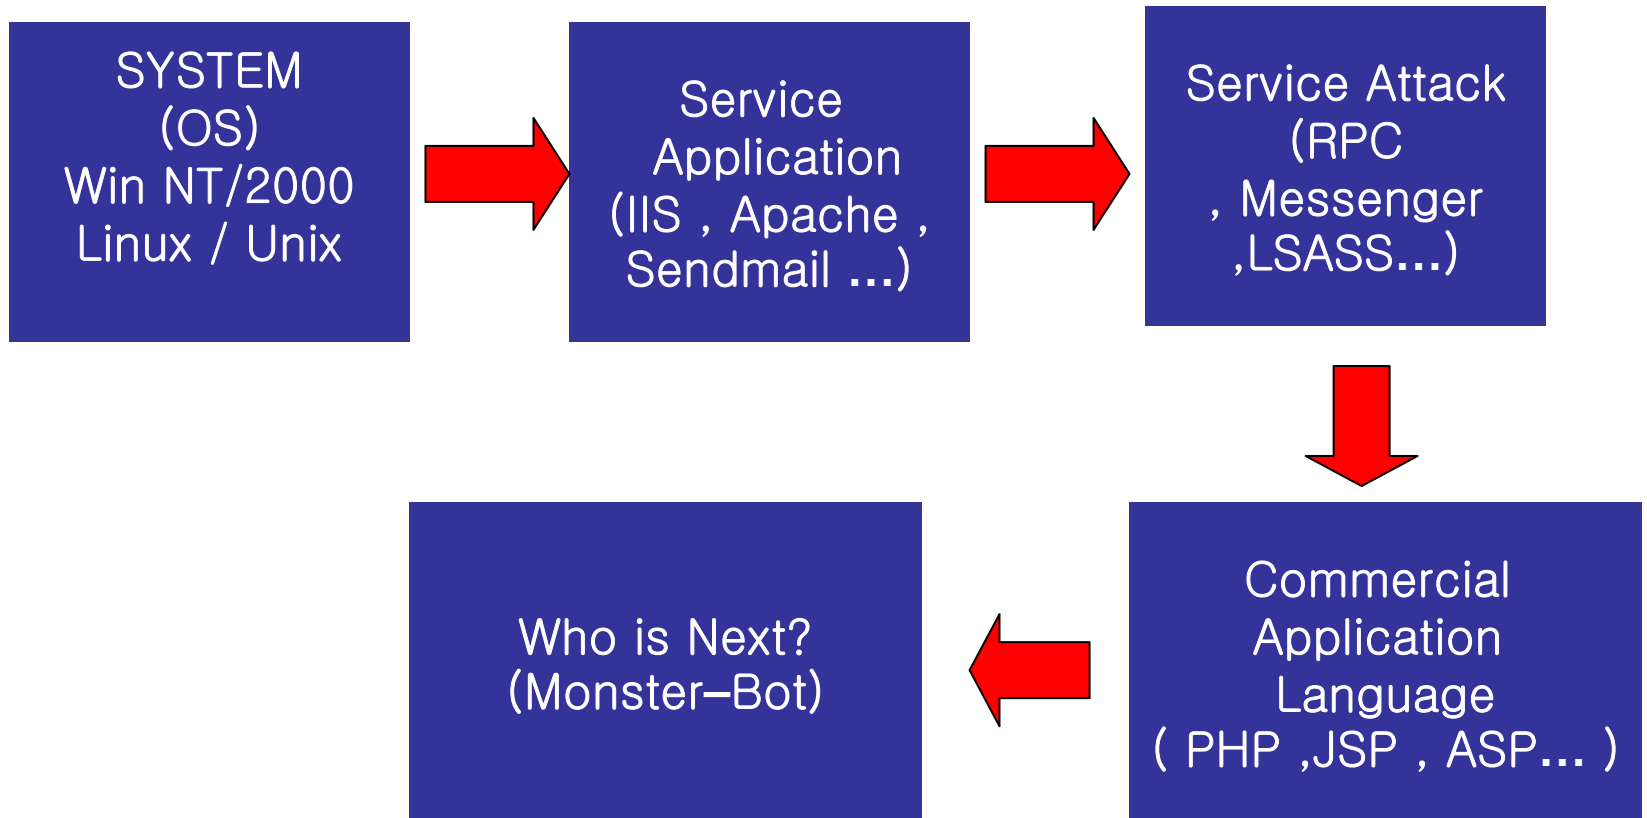 SYSTEM
(OS)
Win NT/2000
Linux / Unix
Service
Application
(IIS , Apache ,
Sendmail ...)
Service Attack
(RPC
, Messenger
,LSASS...)
Commercial
Application
Language
( PHP ,JSP , ASP... )
Who is Next?
(Monster-Bot)